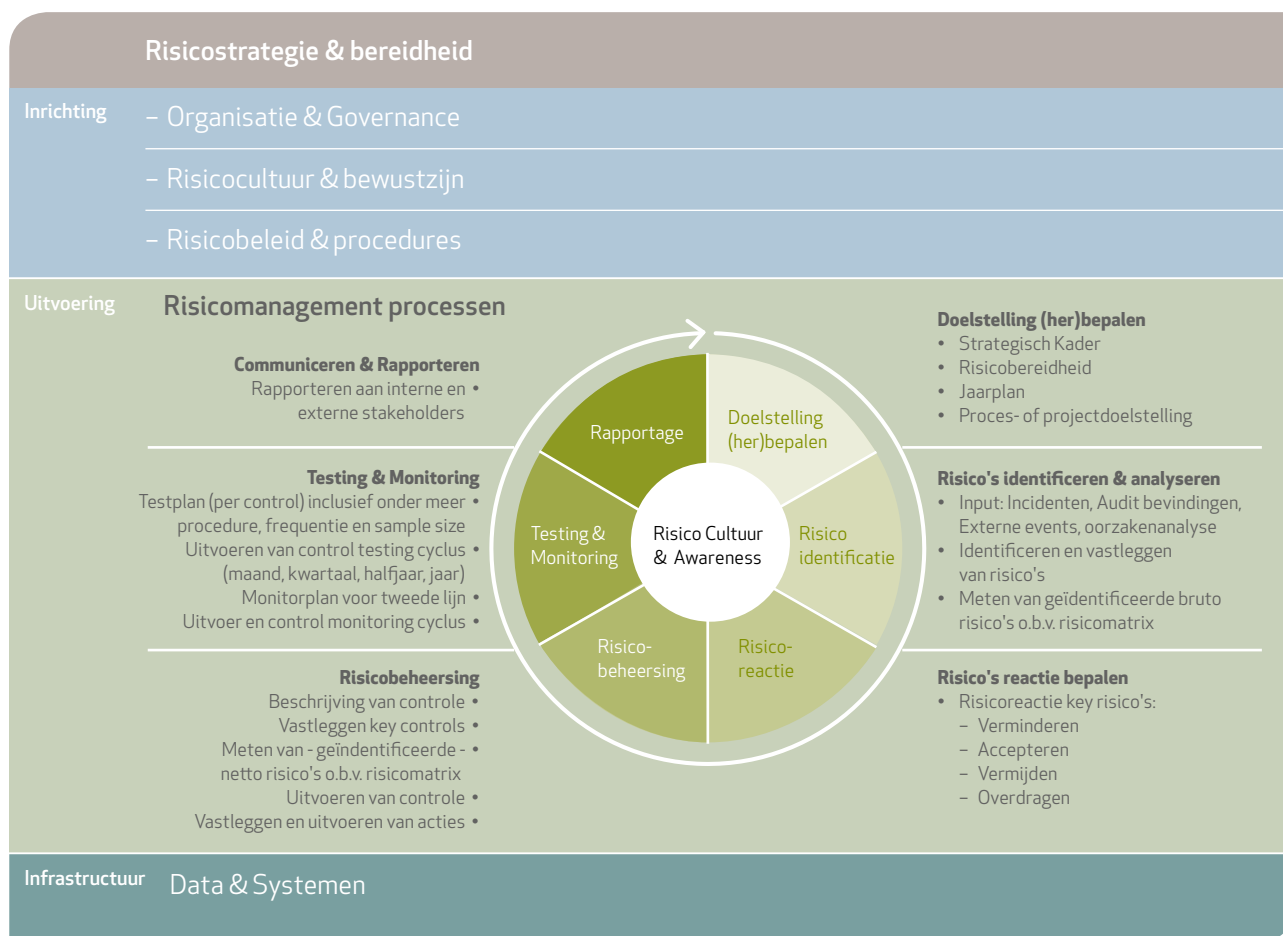 Risicostrategie & bereidheid
Inrichting
– Organisatie & Governance
– Risicocultuur & bewustzijn
– Risicobeleid & procedures
Uitvoering
Risicomanagement processen
Communiceren & Rapporteren
Rapporteren aan interne en •
externe stakeholders
Testing & Monitoring
Testplan (per control) inclusief onder meer •
procedure, frequentie en sample size
Uitvoeren van control testing cyclus •
(maand, kwartaal, halfjaar, jaar)
Monitorplan voor tweede lijn •
Uitvoer en control monitoring cyclus •
Risicobeheersing
Beschrijving van controle •
Vastleggen key controls •
Meten van - geïndentificeerde - •
netto risico's o.b.v. risicomatrix
Uitvoeren van controle •
Vastleggen en uitvoeren van acties •
Rapportage
Doelstelling
(her)bepalen
Testing &
Monitoring
Risico Cultuur
& Awareness
Risico
identificatie
Risico-
beheersing
Risico-
reactie
Doelstelling (her)bepalen
• Strategisch Kader
• Risicobereidheid
• Jaarplan
• Proces- of projectdoelstelling
Risico's identificeren & analyseren
• Input: Incidenten, Audit bevindingen,
Externe events, oorzakenanalyse
• Identificeren en vastleggen
van risico's
• Meten van geïdentificeerde bruto
risico's o.b.v. risicomatrix
Risico's reactie bepalen
• Risicoreactie key risico's:
– Verminderen
– Accepteren
– Vermijden
– Overdragen
Infrastructuur
Data & Systemen